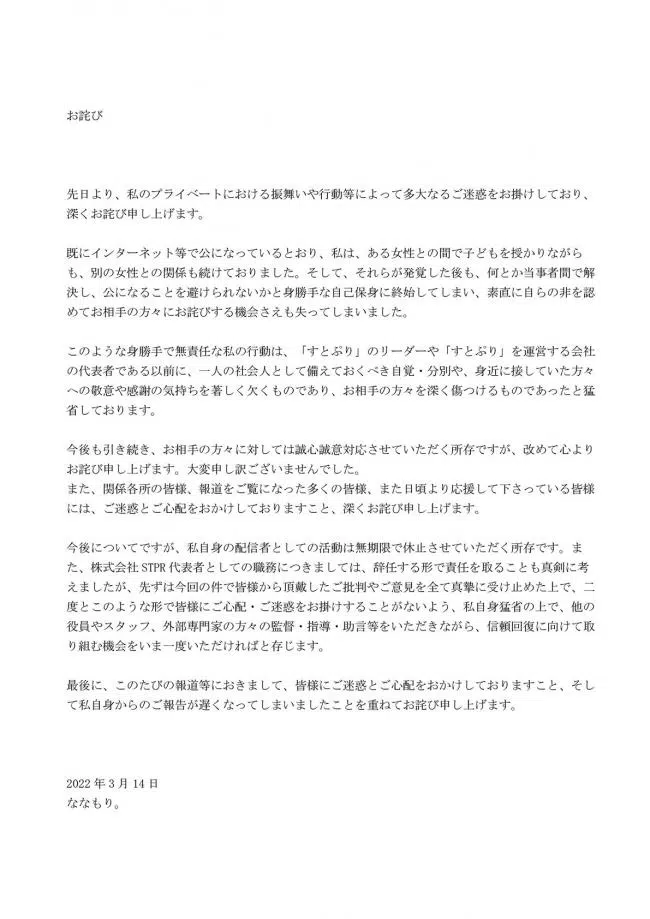 お詫び
先日より、私のプライベートにおける振舞いや行動等によって多大なるご迷惑をお掛けしており、
深くお詫び申し上げます。
既にインターネット等で公になっているとおり、私は、ある女性との間で子どもを授かりながら
も、別の女性との関係も続けておりました。そして、それらが発覚した後も、何とか当事者間で解
決し、公になることを避けられないかと身勝手な自己保身に終始してしまい、素直に自らの非を認
めてお相手の方々にお詫びする機会さえも失ってしまいました。
このような身勝手で無責任な私の行動は、「すとぷり」のリーダーや「すとぷり」を運営する会社
の代表者である以前に、一人の社会人として備えておくべき自覚・分別や、身近に接していた方々
への敬意や感謝の気持ちを著しく欠くものであり、お相手の方々を深く傷つけるものであったと猛
省しております。
今後も引き続き、お相手の方々に対しては誠心誠意対応させていただく所存ですが、改めて心より
お詫び申し上げます。大変申し訳ございませんでした。
また、関係各所の皆様、報道をご覧になった多くの皆様、また日頃より応援して下さっている皆様
には、ご迷惑とご心配をおかけしておりますこと、深くお詫び申し上げます。
今後についてですが、私自身の配信者としての活動は無期限で休止させていただく所存です。ま
た、株式会社 STPR 代表者としての職務につきましては、辞任する形で責任を取ることも真剣に考
えましたが、先ずは今回の件で皆様から頂戴したご批判やご意見を全て真摯に受け止めた上で、二
度とこのような形で皆様にご心配・ご迷惑をお掛けすることがないよう、私自身猛省の上で、他の
役員やスタッフ、外部専門家の方々の監督・指導・助言等をいただきながら、信頼回復に向けて取
り組む機会をいま一度いただければと存じます。
最後に、このたびの報道等におきまして、皆様にご迷惑とご心配をおかけしておりますこと、そし
て私自身からのご報告が遅くなってしまいましたことを重ねてお詫び申し上げます。
2022 年 3 月 14 日
ななもり。